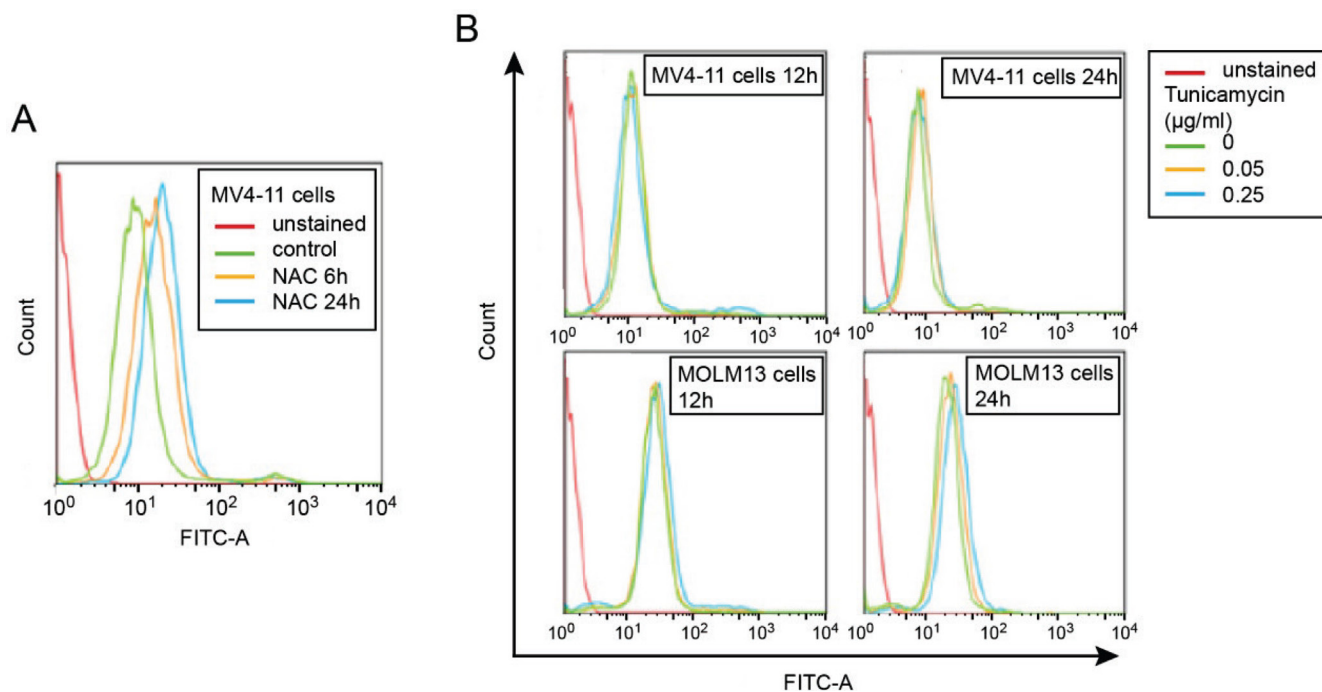 A
MV4-11 cells
unstained
control
NAC 6h
NAC 24h
Count
10⁰ 10¹ 10² 10³ 10⁴
FITC-A
B
MV4-11 cells 12h
10⁰ 10¹ 10² 10³ 10⁴
MV4-11 cells 24h
10⁰ 10¹ 10² 10³ 10⁴
unstained
Tunicamycin
(µg/ml)
0
0.05
0.25
Count
MOLM13 cells
12h
10⁰ 10¹ 10² 10³ 10⁴
MOLM13 cells
24h
10⁰ 10¹ 10² 10³ 10⁴
FITC-A